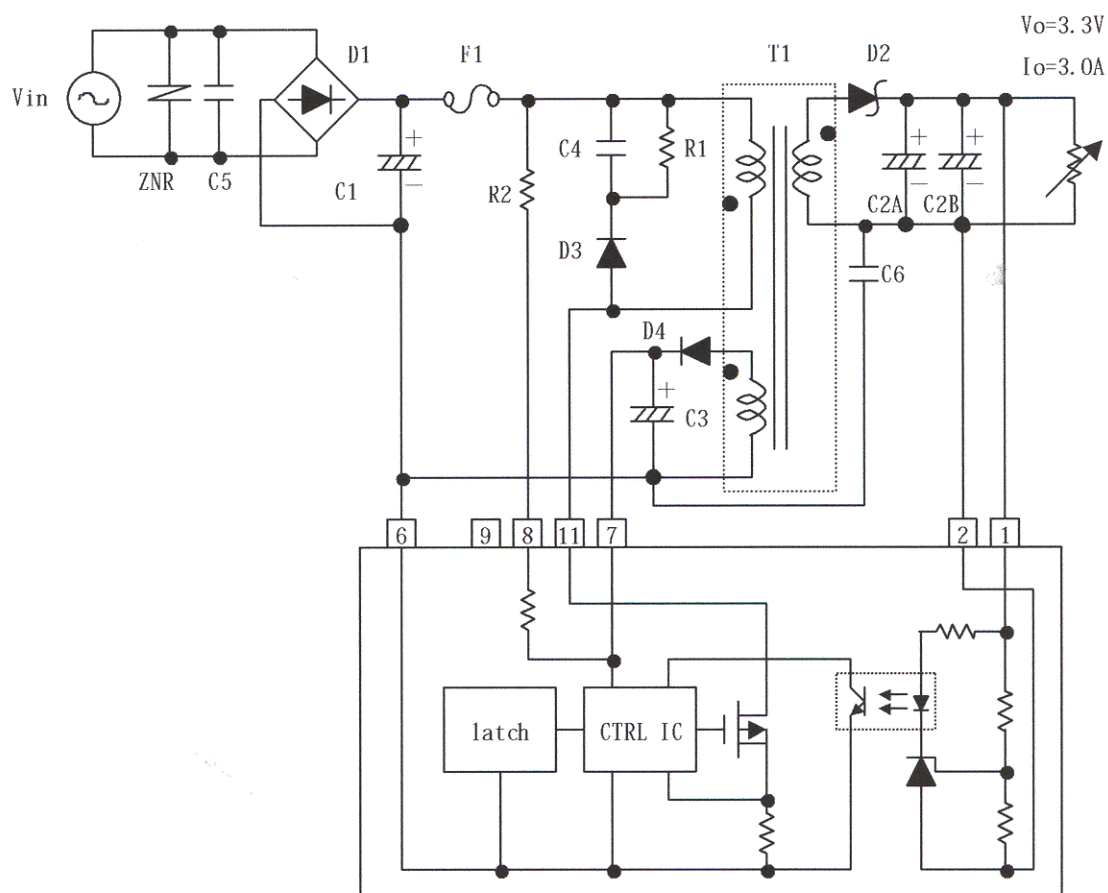 Vo=3.3V
Io=3.0A
D1
F1
T1
D2
Vin
ZNR
C5
C1
+
−
R2
C4
R1
D3
+
−
+
−
C2A
C2B
C6
D4
+
C3
6
9
8
11
7
2
1
latch
CTRL IC